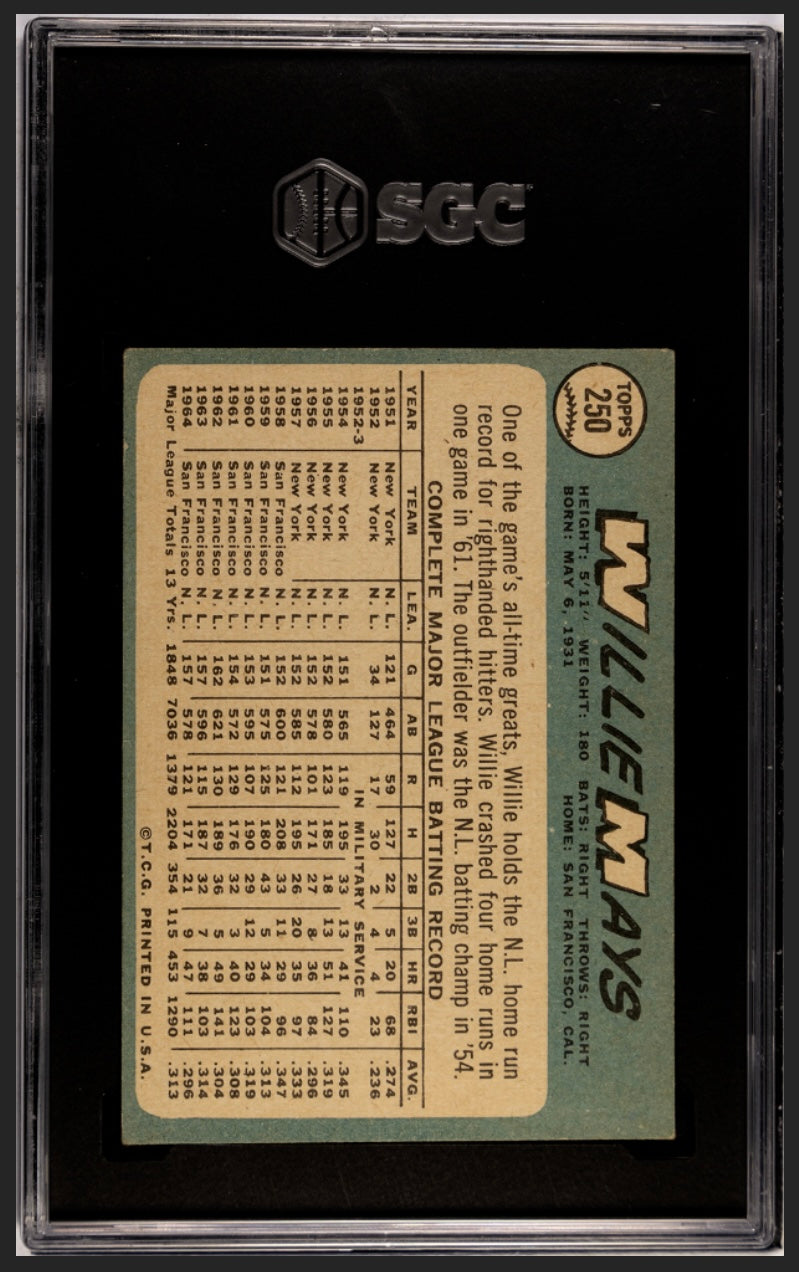 SGC
TOPPS
250
WILLIE MAYS
HEIGHT: 5'11" WEIGHT: 180 BATS: RIGHT THROWS: RIGHT
BORN: MAY 6, 1931 HOME: SAN FRANCISCO, CAL.
One of the game's all-time greats, Willie holds the N.L. home run
record for righthanded hitters. Willie crashed four home runs in
one game in '61. The outfielder was the N.L. batting champ in '54.
COMPLETE MAJOR LEAGUE BATTING RECORD
YEAR TEAM LEA. G AB R H 2B 3B HR RBI AVG.
1951 New York N. L. 121 464 59 127 22 5 20 68 .274
1952 New York N. L. 34 127 17 30 2 4 4 23 .236
1952-3 IN MILITARY SERVICE
1954 New York N. L. 151 565 119 195 33 13 41 110 .345
1955 New York N. L. 152 580 123 185 18 13 51 127 .319
1956 New York N. L. 152 578 101 171 27 8 36 84 .296
1957 New York N. L. 152 585 112 195 26 20 35 97 .333
1958 San Francisco N. L. 152 600 121 208 33 11 29 96 .347
1959 San Francisco N. L. 151 575 125 180 43 5 34 104 .313
1960 San Francisco N. L. 153 595 107 190 29 12 29 103 .319
1961 San Francisco N. L. 154 572 129 176 32 3 40 123 .308
1962 San Francisco N. L. 162 621 130 189 36 5 49 141 .304
1963 San Francisco N. L. 157 596 115 187 32 7 38 103 .314
1964 San Francisco N. L. 157 578 121 171 21 9 47 111 .296
Major League Totals 13 Yrs. 1848 7036 1379 2204 354 115 453 1290 .313
©T.C.G. PRINTED IN U.S.A.